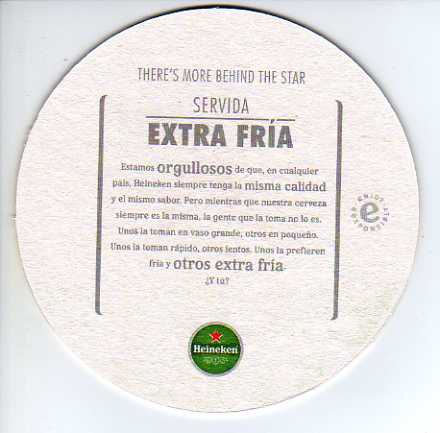 THERE'S MORE BEHIND THE STAR
SERVIDA
EXTRA FRÍA
Estamos orgullosos de que, en cualquier
país, Heineken siempre tenga la misma calidad
y el mismo sabor. Pero mientras que nuestra cerveza
siempre es la misma, la gente que la toma no lo es.
Unos la toman en vaso grande, otros en pequeño.
Unos la toman rápido, otros lentos. Unos la prefieren
fría y otros extra fría.
¿Y tú?
ENJOY HEINEKEN RESPONSIBLY
Heineken